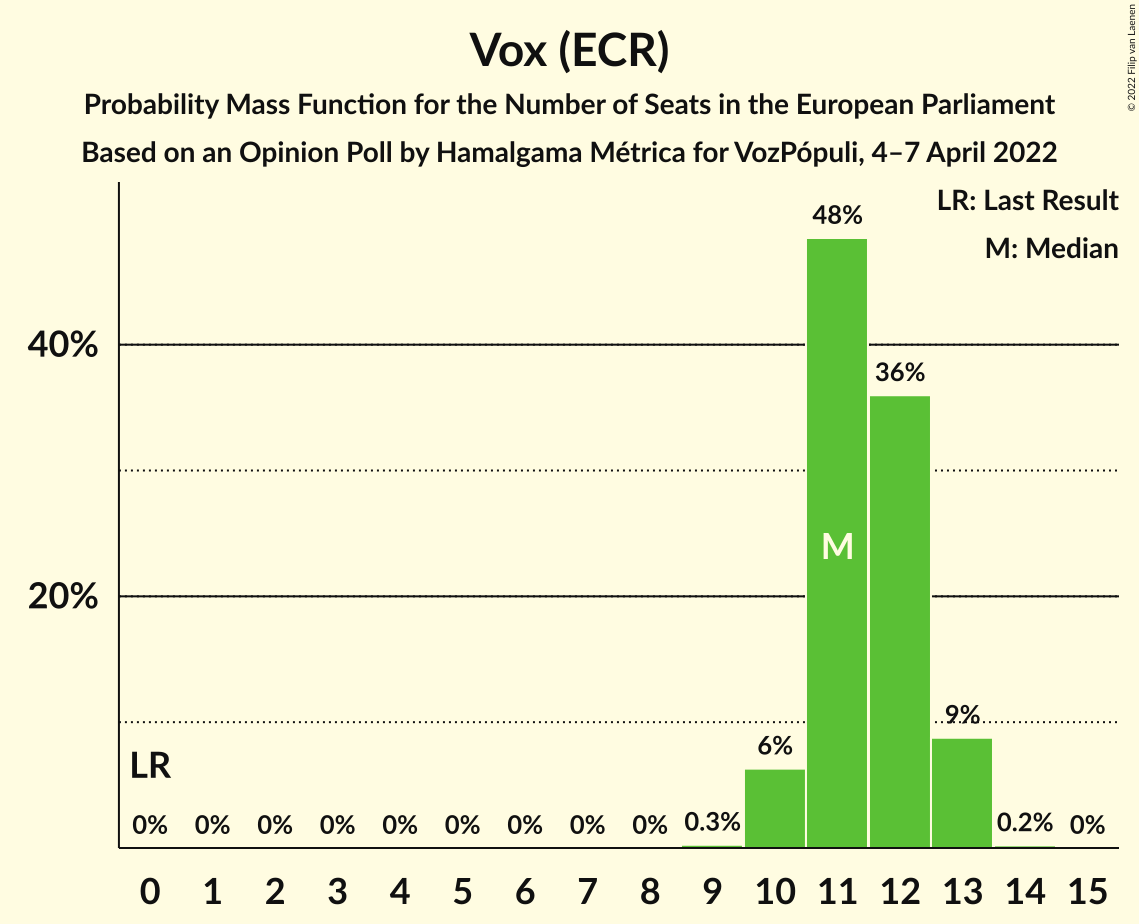 Vox (ECR)
Probability Mass Function for the Number of Seats in the European Parliament
Based on an Opinion Poll by Hamalgama Métrica for VozPópuli, 4–7 April 2022
© 2022 Filip van Laenen
LR: Last Result
M: Median
40%
20%
48%
36%
M
9%
6%
LR
0% 0% 0% 0% 0% 0% 0% 0% 0% 0.3% 0.2% 0%
0 1 2 3 4 5 6 7 8 9 10 11 12 13 14 15